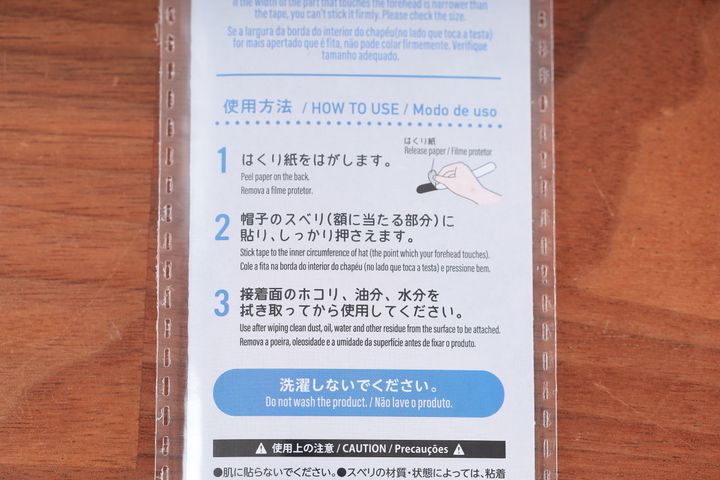 If the width of the part that touches the forehead is narrower than
the tape, you can't stick it firmly. Please check the size.
Se a largura da borda do interior do chapéu(no lado que toca a testa)
for mais apertado que é fita, não pode colar firmemente. Verifique
tamanho adequado.
使用方法 / HOW TO USE / Modo de uso
はくり紙
Release paper / Filme protetor
1 はくり紙をはがします。
Peel paper on the back.
Remova a filme protetor.
2 帽子のスベリ(額に当たる部分)に
貼り、しっかり押さえます。
Stick tape to the inner circumference of hat (the point which your forehead touches).
Cole a fita na borda do interior do chapéu (no lado que toca a testa) e pressione bem.
3 接着面のホコリ、油分、水分を
拭き取ってから使用してください。
Use after wiping clean dust, oil, water and other residue from the surface to be attached.
Remova a poeira, oleosidade e a umidade da superfície antes de fixar o produto.
洗濯しないでください。
Do not wash the product. / Não lave o produto.
使用上の注意 / CAUTION / Precauções
●肌に貼らないでください。●スベリの材質・状態によっては、粘着